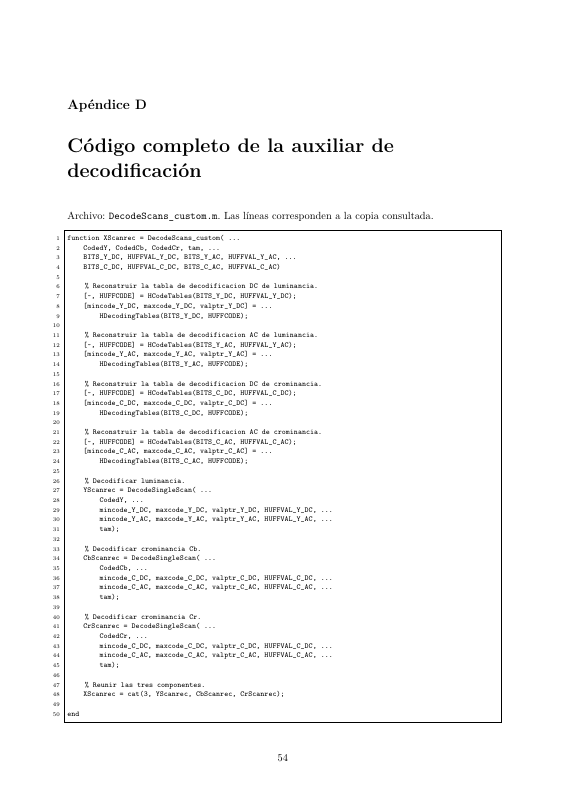 Apéndice D
Código completo de la auxiliar de
decodificación
Archivo: DecodeScans_custom.m. Las líneas corresponden a la copia consultada.
1 function XScanrec = DecodeScans_custom( ...
2     CodedY, CodedCb, CodedCr, tam, ...
3     BITS_Y_DC, HUFFVAL_Y_DC, BITS_Y_AC, HUFFVAL_Y_AC, ...
4     BITS_C_DC, HUFFVAL_C_DC, BITS_C_AC, HUFFVAL_C_AC)
5
6     % Reconstruir la tabla de decodificacion DC de luminancia.
7     [~, HUFFCODE] = HCodeTables(BITS_Y_DC, HUFFVAL_Y_DC);
8     [mincode_Y_DC, maxcode_Y_DC, valptr_Y_DC] = ...
9         HDecodingTables(BITS_Y_DC, HUFFCODE);
10
11     % Reconstruir la tabla de decodificacion AC de luminancia.
12     [~, HUFFCODE] = HCodeTables(BITS_Y_AC, HUFFVAL_Y_AC);
13     [mincode_Y_AC, maxcode_Y_AC, valptr_Y_AC] = ...
14         HDecodingTables(BITS_Y_AC, HUFFCODE);
15
16     % Reconstruir la tabla de decodificacion DC de crominancia.
17     [~, HUFFCODE] = HCodeTables(BITS_C_DC, HUFFVAL_C_DC);
18     [mincode_C_DC, maxcode_C_DC, valptr_C_DC] = ...
19         HDecodingTables(BITS_C_DC, HUFFCODE);
20
21     % Reconstruir la tabla de decodificacion AC de crominancia.
22     [~, HUFFCODE] = HCodeTables(BITS_C_AC, HUFFVAL_C_AC);
23     [mincode_C_AC, maxcode_C_AC, valptr_C_AC] = ...
24         HDecodingTables(BITS_C_AC, HUFFCODE);
25
26     % Decodificar luminancia.
27     YScanrec = DecodeSingleScan( ...
28         CodedY, ...
29         mincode_Y_DC, maxcode_Y_DC, valptr_Y_DC, HUFFVAL_Y_DC, ...
30         mincode_Y_AC, maxcode_Y_AC, valptr_Y_AC, HUFFVAL_Y_AC, ...
31         tam);
32
33     % Decodificar crominancia Cb.
34     CbScanrec = DecodeSingleScan( ...
35         CodedCb, ...
36         mincode_C_DC, maxcode_C_DC, valptr_C_DC, HUFFVAL_C_DC, ...
37         mincode_C_AC, maxcode_C_AC, valptr_C_AC, HUFFVAL_C_AC, ...
38         tam);
39
40     % Decodificar crominancia Cr.
41     CrScanrec = DecodeSingleScan( ...
42         CodedCr, ...
43         mincode_C_DC, maxcode_C_DC, valptr_C_DC, HUFFVAL_C_DC, ...
44         mincode_C_AC, maxcode_C_AC, valptr_C_AC, HUFFVAL_C_AC, ...
45         tam);
46
47     % Reunir las tres componentes.
48     XScanrec = cat(3, YScanrec, CbScanrec, CrScanrec);
49
50 end
54